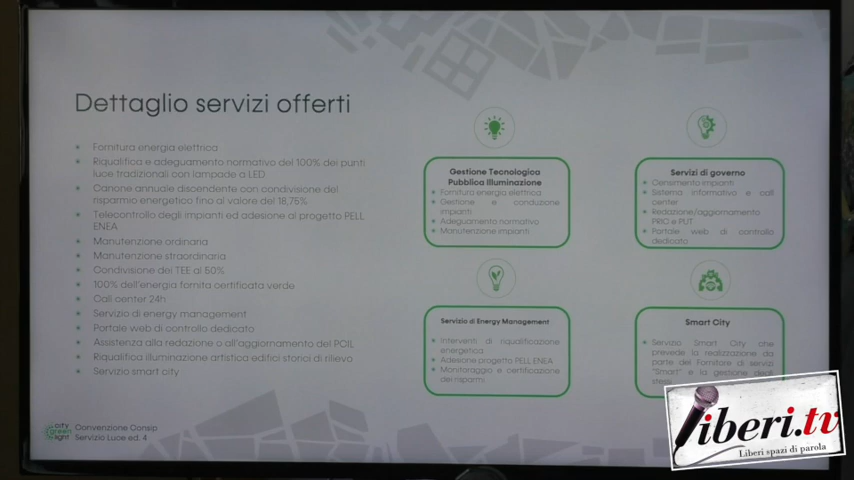 Dettaglio servizi offerti
Fornitura energia elettrica
Riqualifica e adeguamento normativo del 100% dei punti
luce tradizionali con lampade a LED
Canone annuale discendente con condivisione del
risparmio energetico fino al valore del 18,75%
Telecontrollo degli impianti ed adesione al progetto PELL
ENEA
Manutenzione ordinaria
Manutenzione straordinaria
Condivisione dei TEE al 50%
100% dell'energia fornita certificata verde
Call center 24h
Servizio di energy management
Portale web di controllo dedicato
Assistenza alla redazione o all'aggiornamento del POIL
Riqualifica illuminazione artistica edifici storici di rilievo
Servizio smart city
Gestione Tecnologica
Pubblica Illuminazione
Fornitura energia elettrica
Gestione e conduzione
impianti
Adeguamento normativo
Manutenzione impianti
Servizi di governo
Censimento impianti
Sistema informativo e call
center
Redazione/aggiornamento
PRIC e PUT
Portale web di controllo
dedicato
Servizio di Energy Management
Interventi di riqualificazione
energetica
Adesione progetto PELL ENEA
Monitoraggio e certificazione
dei risparmi
Smart City
Servizio Smart City che
prevede la realizzazione da
parte del Fornitore di servizi
"Smart" e la gestione degli
stessi
city
green
light
Convenzione Consip
Servizio Luce ed. 4
liberi.tv
Liberi spazi di parola